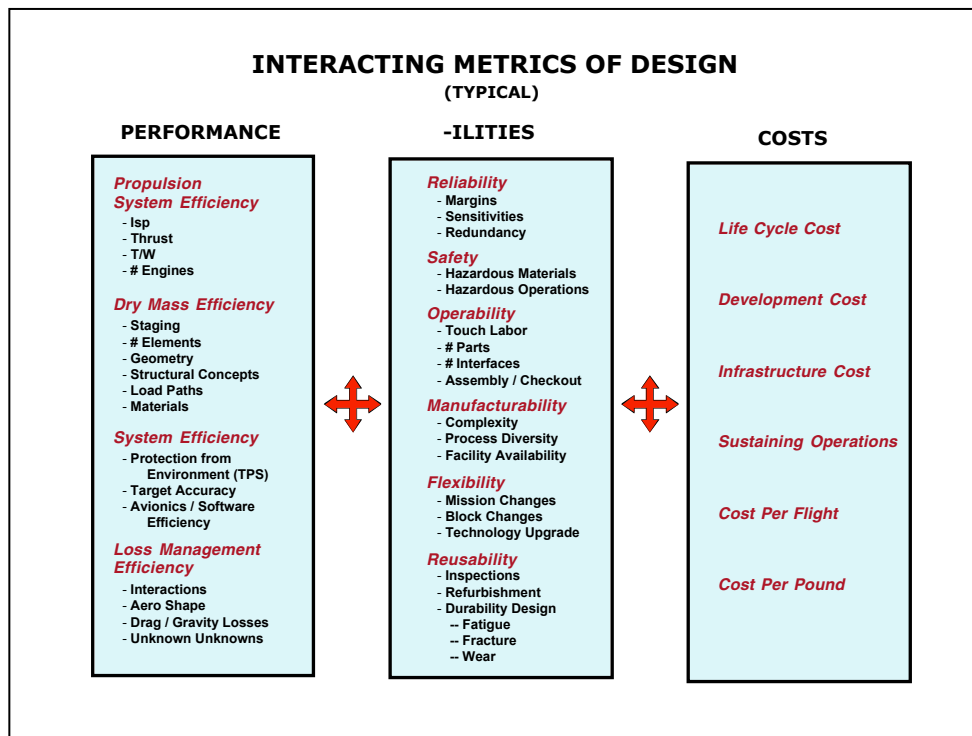 INTERACTING METRICS OF DESIGN
(TYPICAL)
PERFORMANCE
Propulsion
System Efficiency
- Isp
- Thrust
- T/W
- # Engines
Dry Mass Efficiency
- Staging
- # Elements
- Geometry
- Structural Concepts
- Load Paths
- Materials
System Efficiency
- Protection from
Environment (TPS)
- Target Accuracy
- Avionics / Software
Efficiency
Loss Management
Efficiency
- Interactions
- Aero Shape
- Drag / Gravity Losses
- Unknown Unknowns
-ILITIES
Reliability
- Margins
- Sensitivities
- Redundancy
Safety
- Hazardous Materials
- Hazardous Operations
Operability
- Touch Labor
- # Parts
- # Interfaces
- Assembly / Checkout
Manufacturability
- Complexity
- Process Diversity
- Facility Availability
Flexibility
- Mission Changes
- Block Changes
- Technology Upgrade
Reusability
- Inspections
- Refurbishment
- Durability Design
-- Fatigue
-- Fracture
-- Wear
COSTS
Life Cycle Cost
Development Cost
Infrastructure Cost
Sustaining Operations
Cost Per Flight
Cost Per Pound